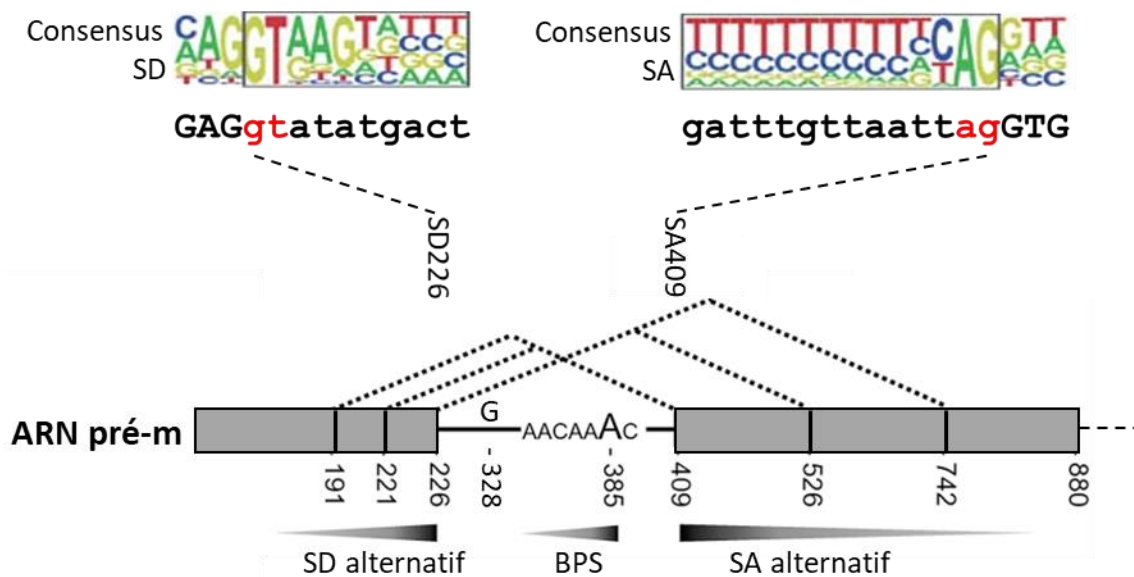 Consensus
SD
Consensus
SA
GAGgtatatgact
gatttgttaattagGTG
SD226
SA409
G
AACAAAC
ARN pré-m
191
221
226
- 328
- 385
409
526
742
880
SD alternatif
BPS
SA alternatif